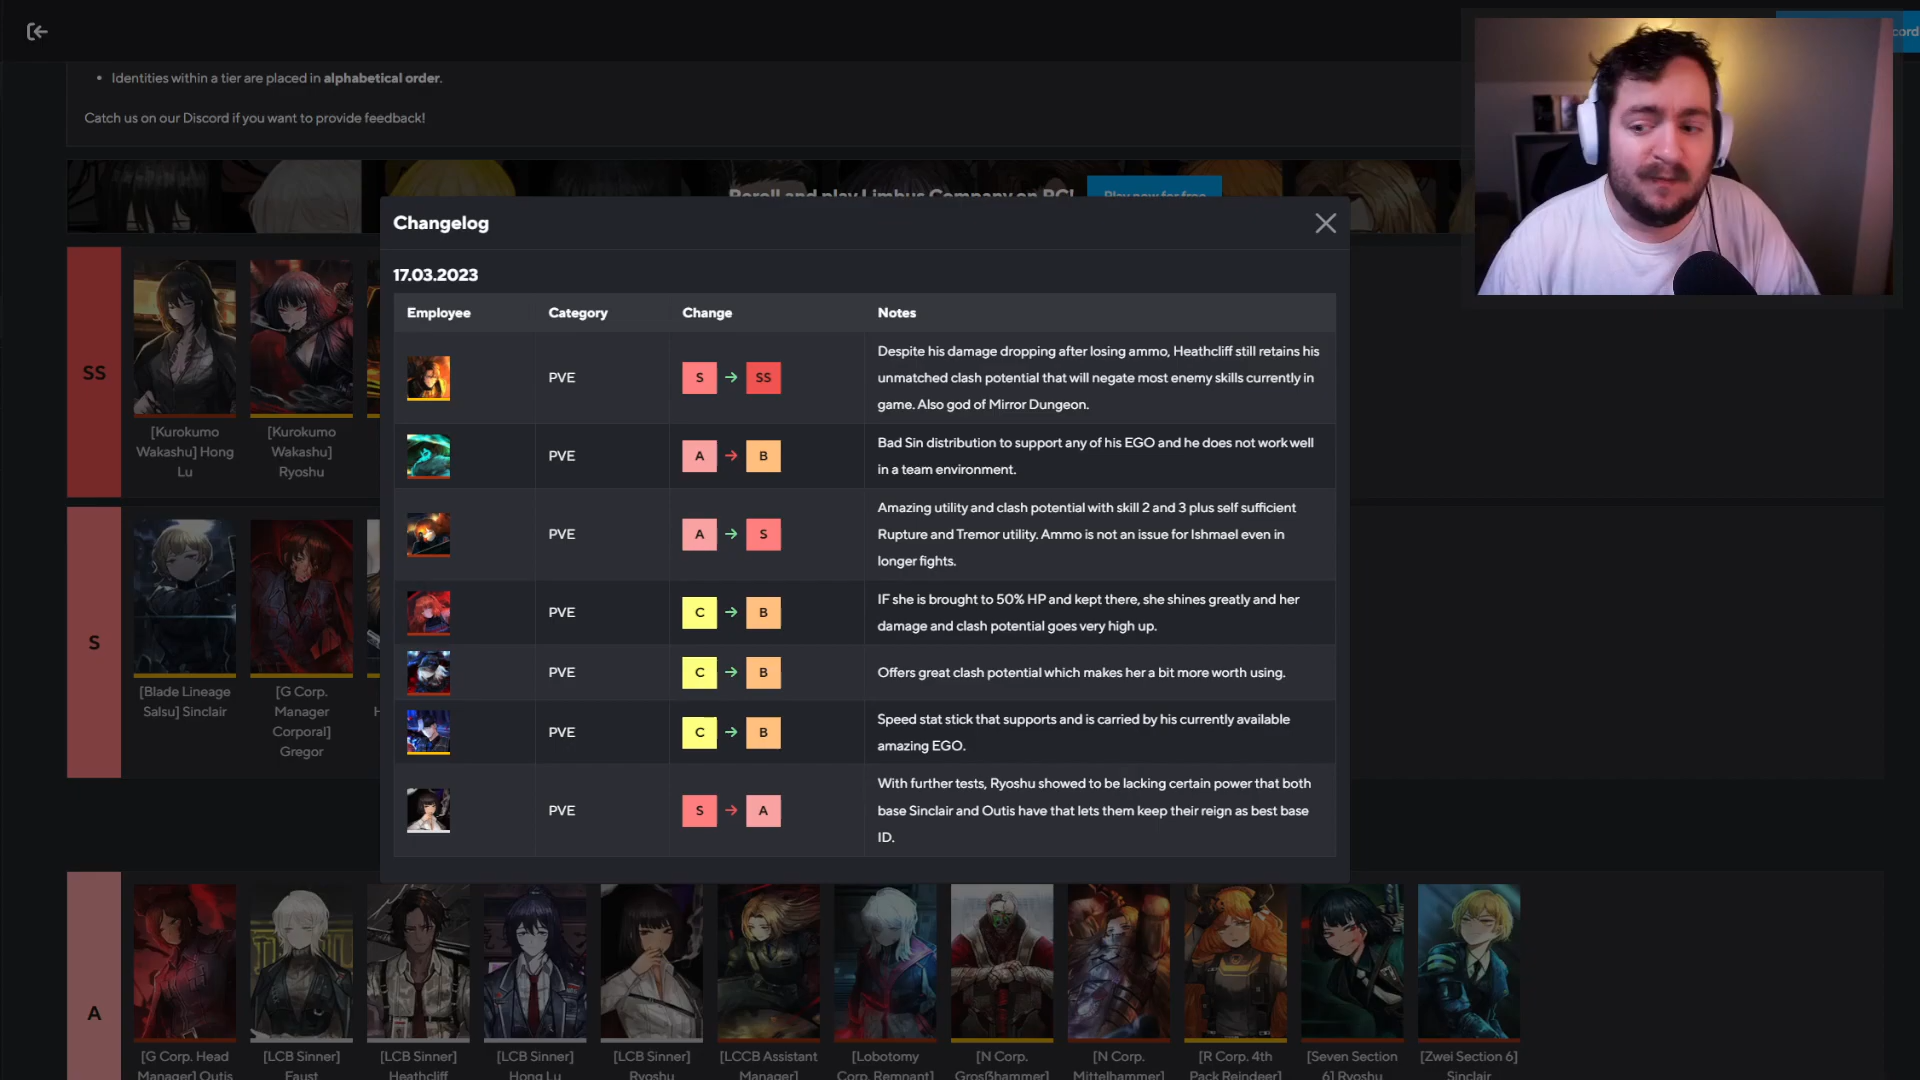 • Identities within a tier are placed in alphabetical order.
Catch us on our Discord if you want to provide feedback!
Reroll and play Limbus Company on PC!
Play now for free
cord
Changelog
17.03.2023
Employee Category Change Notes
PVE S → SS
Despite his damage dropping after losing ammo, Heathcliff still retains his
unmatched clash potential that will negate most enemy skills currently in
game. Also god of Mirror Dungeon.
PVE A → B
Bad Sin distribution to support any of his EGO and he does not work well
in a team environment.
PVE A → S
Amazing utility and clash potential with skill 2 and 3 plus self sufficient
Rupture and Tremor utility. Ammo is not an issue for Ishmael even in
longer fights.
PVE C → B
IF she is brought to 50% HP and kept there, she shines greatly and her
damage and clash potential goes very high up.
PVE C → B
Offers great clash potential which makes her a bit more worth using.
PVE C → B
Speed stat stick that supports and is carried by his currently available
amazing EGO.
PVE S → A
With further tests, Ryoshu showed to be lacking certain power that both
base Sinclair and Outis have that lets them keep their reign as best base
ID.
SS
[Kurokumo
Wakashu] Hong
Lu
[Kurokumo
Wakashu]
Ryoshu
S
[Blade Lineage
Salsu] Sinclair
[G Corp.
Manager
Corporal]
Gregor
H
A
[G Corp. Head
Manager] Outis
[LCB Sinner]
Faust
[LCB Sinner]
Heathcliff
[LCB Sinner]
Hong Lu
[LCB Sinner]
Ryoshu
[LCCB Assistant
Manager]
[Lobotomy
Corp. Remnant]
[N Corp.
Großhammer]
[N Corp.
Mittelhammer]
[R Corp. 4th
Pack Reindeer]
[Seven Section
6] Ryoshu
[Zwei Section 6]
Sinclair